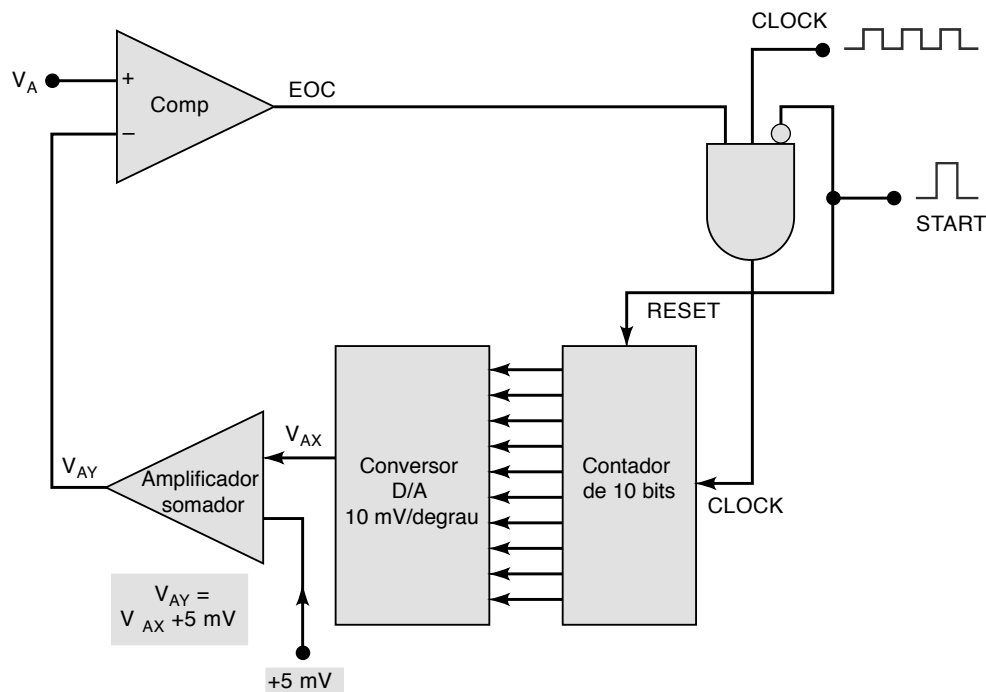 CLOCK
V_A
+
Comp
−
EOC
START
RESET
V_AX
V_AY
Amplificador
somador
Conversor
D/A
10 mV/degrau
Contador
de 10 bits
CLOCK
V_AY =
V_AX +5 mV
+5 mV